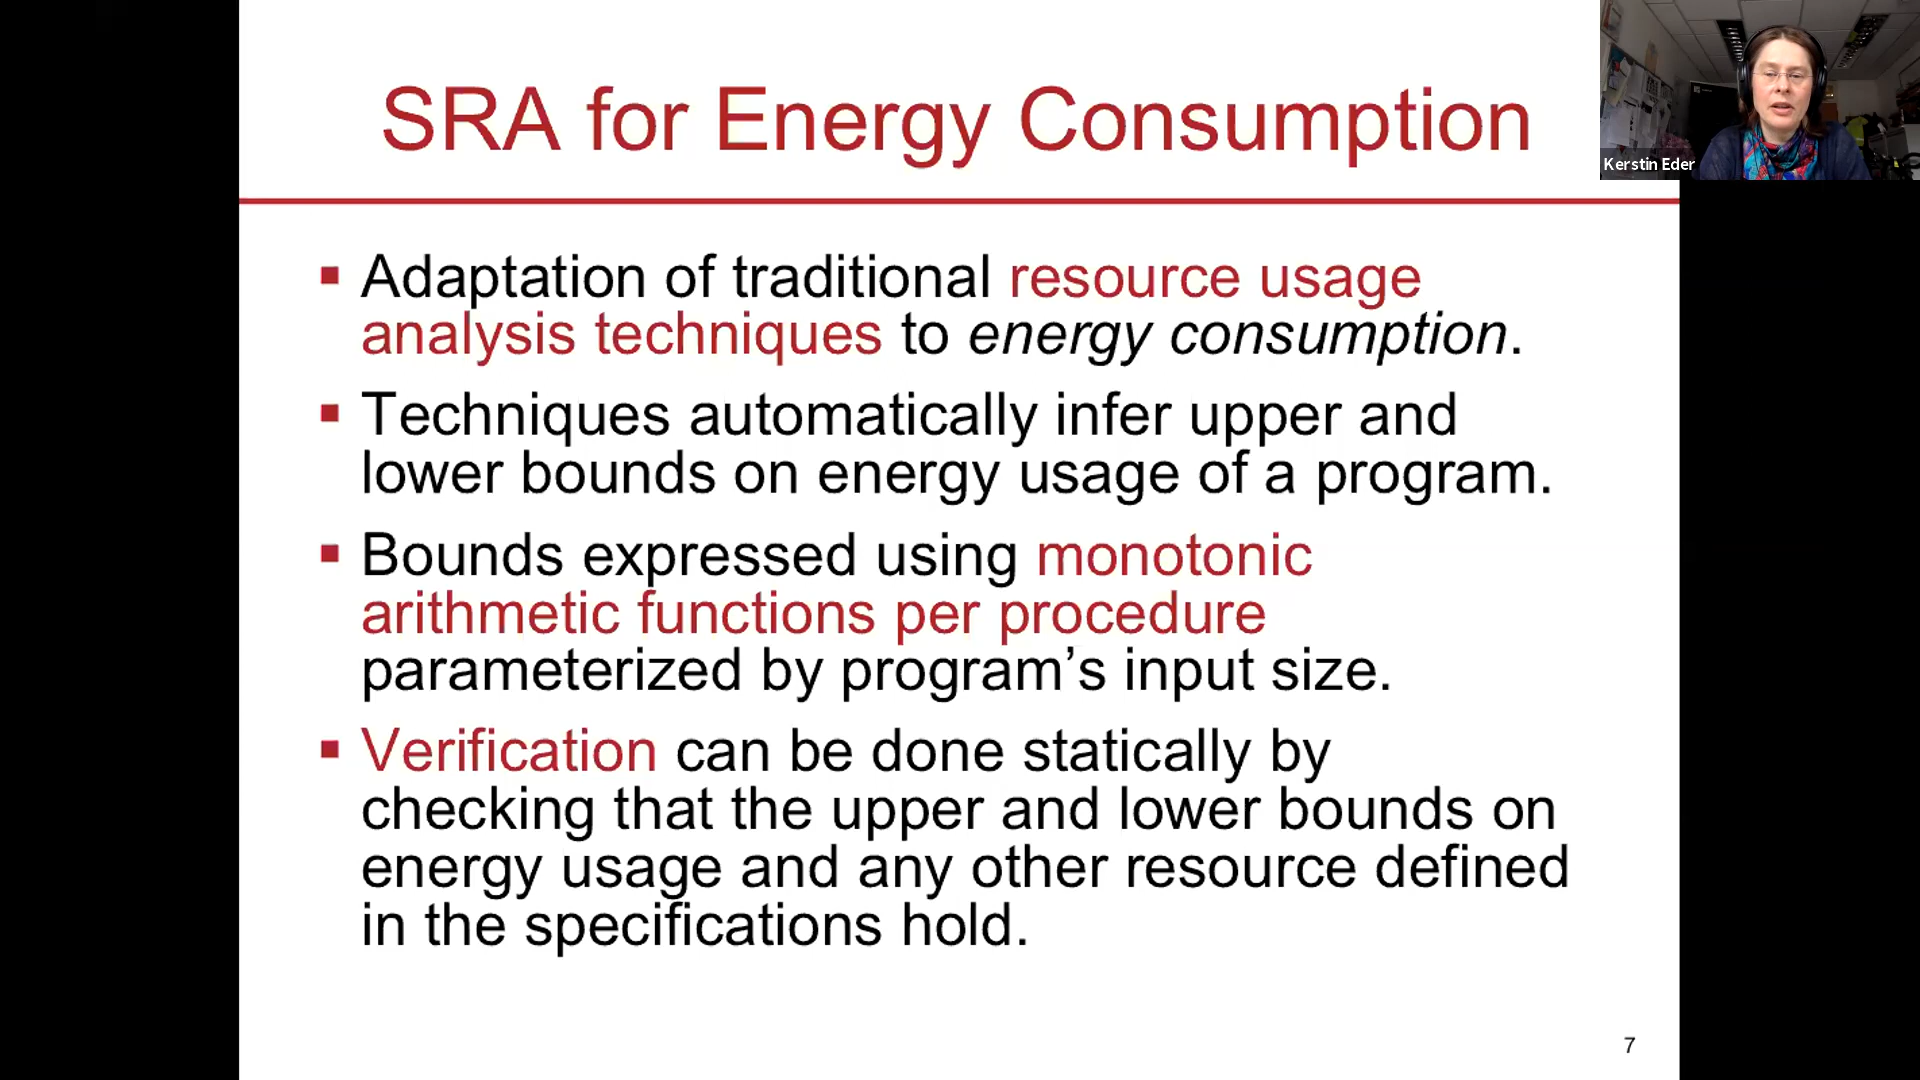 SRA for Energy Consumption
Kerstin Eder
▪ Adaptation of traditional resource usage
analysis techniques to energy consumption.
▪ Techniques automatically infer upper and
lower bounds on energy usage of a program.
▪ Bounds expressed using monotonic
arithmetic functions per procedure
parameterized by program’s input size.
▪ Verification can be done statically by
checking that the upper and lower bounds on
energy usage and any other resource defined
in the specifications hold.
7